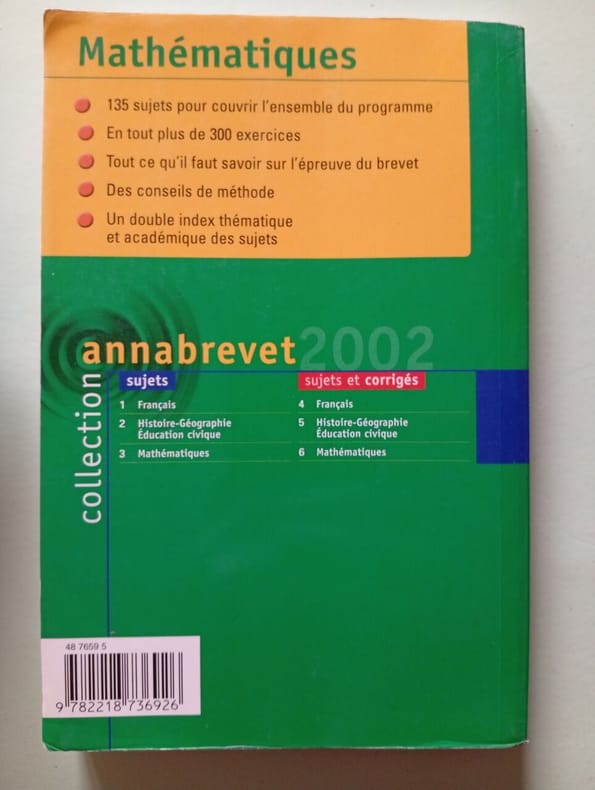 Mathématiques
135 sujets pour couvrir l'ensemble du programme
En tout plus de 300 exercices
Tout ce qu'il faut savoir sur l'épreuve du brevet
Des conseils de méthode
Un double index thématique
et académique des sujets
collection
annabrevet 2002
sujets
1 Français
2 Histoire-Géographie
Éducation civique
3 Mathématiques
sujets et corrigés
4 Français
5 Histoire-Géographie
Éducation civique
6 Mathématiques
48 7659 5
9 782218 736926